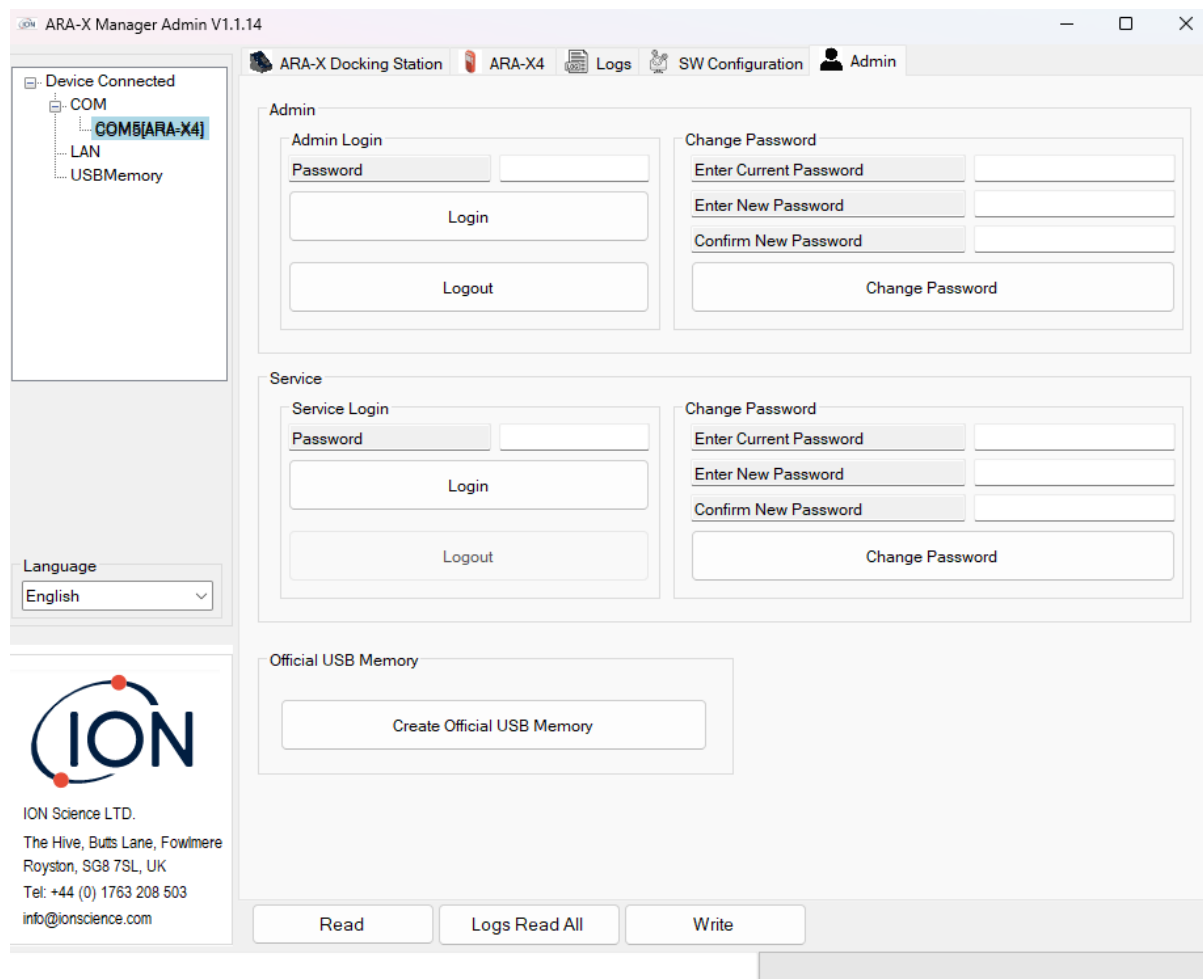 ARA-X Manager Admin V1.1.14
Device Connected
COM
COM5[ARA-X4]
LAN
USBMemory
Language
English
ION
ION Science LTD.
The Hive, Butts Lane, Fowlmere
Royston, SG8 7SL, UK
Tel: +44 (0) 1763 208 503
info@ionscience.com
ARA-X Docking Station
ARA-X4
Logs
SW Configuration
Admin
Admin
Admin Login
Password
Login
Logout
Change Password
Enter Current Password
Enter New Password
Confirm New Password
Change Password
Service
Service Login
Password
Login
Logout
Change Password
Enter Current Password
Enter New Password
Confirm New Password
Change Password
Official USB Memory
Create Official USB Memory
Read
Logs Read All
Write